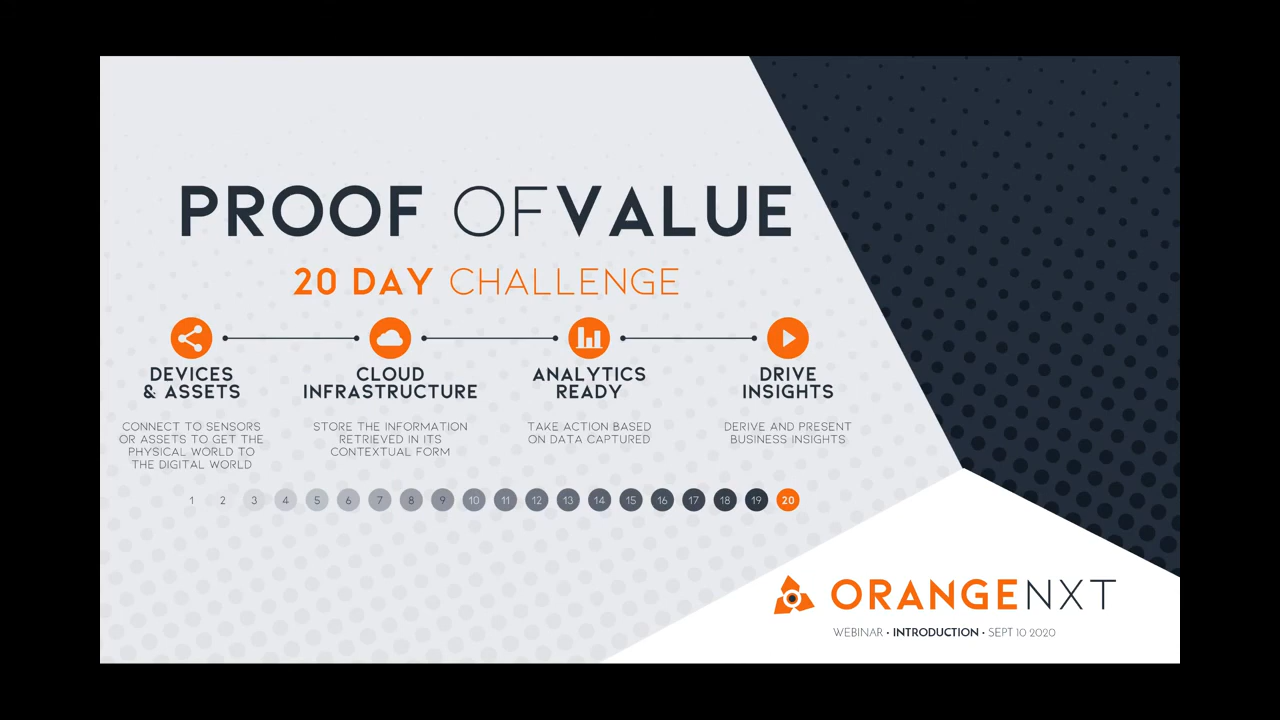 PROOF OF VALUE
20 DAY CHALLENGE
DEVICES
& ASSETS
CONNECT TO SENSORS
OR ASSETS TO GET THE
PHYSICAL WORLD TO
THE DIGITAL WORLD
CLOUD
INFRASTRUCTURE
STORE THE INFORMATION
RETRIEVED IN ITS
CONTEXTUAL FORM
ANALYTICS
READY
TAKE ACTION BASED
ON DATA CAPTURED
DRIVE
INSIGHTS
DERIVE AND PRESENT
BUSINESS INSIGHTS
1 2 3 4 5 6 7 8 9 10 11 12 13 14 15 16 17 18 19 20
ORANGENXT
WEBINAR • INTRODUCTION • SEPT 10 2020